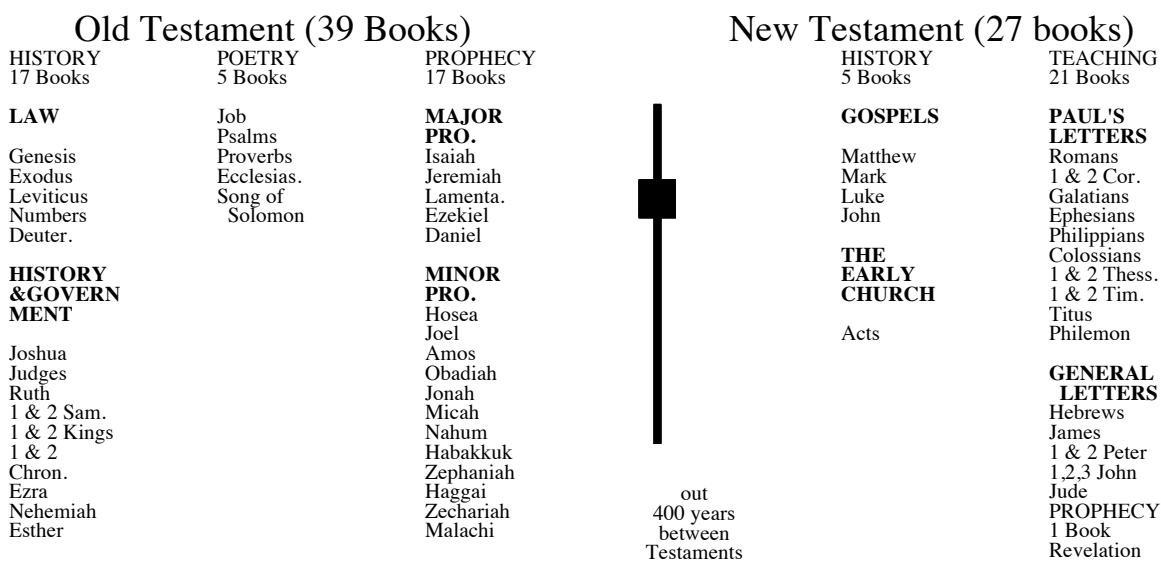 Old Testament (39 Books)
HISTORY
17 Books
LAW
Genesis
Exodus
Leviticus
Numbers
Deuter.
HISTORY
&GOVERN
MENT
Joshua
Judges
Ruth
1 & 2 Sam.
1 & 2 Kings
1 & 2
Chron.
Ezra
Nehemiah
Esther
POETRY
5 Books
Job
Psalms
Proverbs
Ecclesias.
Song of
Solomon
PROPHECY
17 Books
MAJOR
PRO.
Isaiah
Jeremiah
Lamenta.
Ezekiel
Daniel
MINOR
PRO.
Hosea
Joel
Amos
Obadiah
Jonah
Micah
Nahum
Habakkuk
Zephaniah
Haggai
Zechariah
Malachi
out
400 years
between
Testaments
New Testament (27 books)
HISTORY
5 Books
GOSPELS
Matthew
Mark
Luke
John
THE
EARLY
CHURCH
Acts
TEACHING
21 Books
PAUL'S
LETTERS
Romans
1 & 2 Cor.
Galatians
Ephesians
Philippians
Colossians
1 & 2 Thess.
1 & 2 Tim.
Titus
Philemon
GENERAL
LETTERS
Hebrews
James
1 & 2 Peter
1,2,3 John
Jude
PROPHECY
1 Book
Revelation